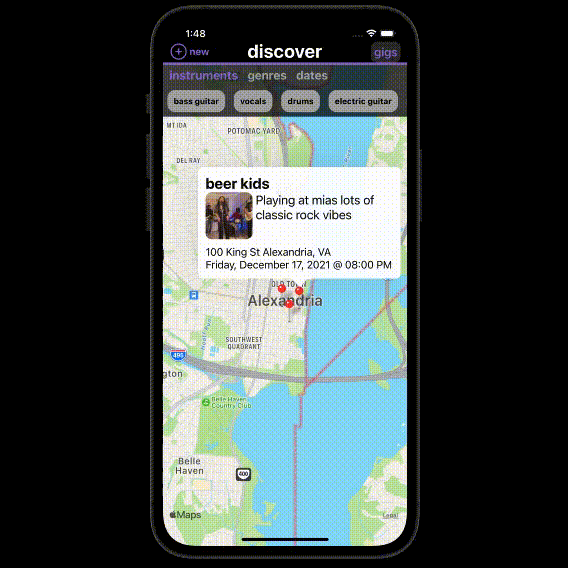 1:48
new
discover
gigs
instruments genres dates
bass guitar vocals drums electric guitar
MT IDA
POTOMAC YARD
DEL RAY
beer kids
Playing at mias lots of
classic rock vibes
100 King St Alexandria, VA
Friday, December 17, 2021 @ 08:00 PM
OLD TOWN
Alexandria
SOUTHWEST
QUADRANT
495
gton
Belle Haven
Country Club
Belle
Haven
400
Maps
Legal